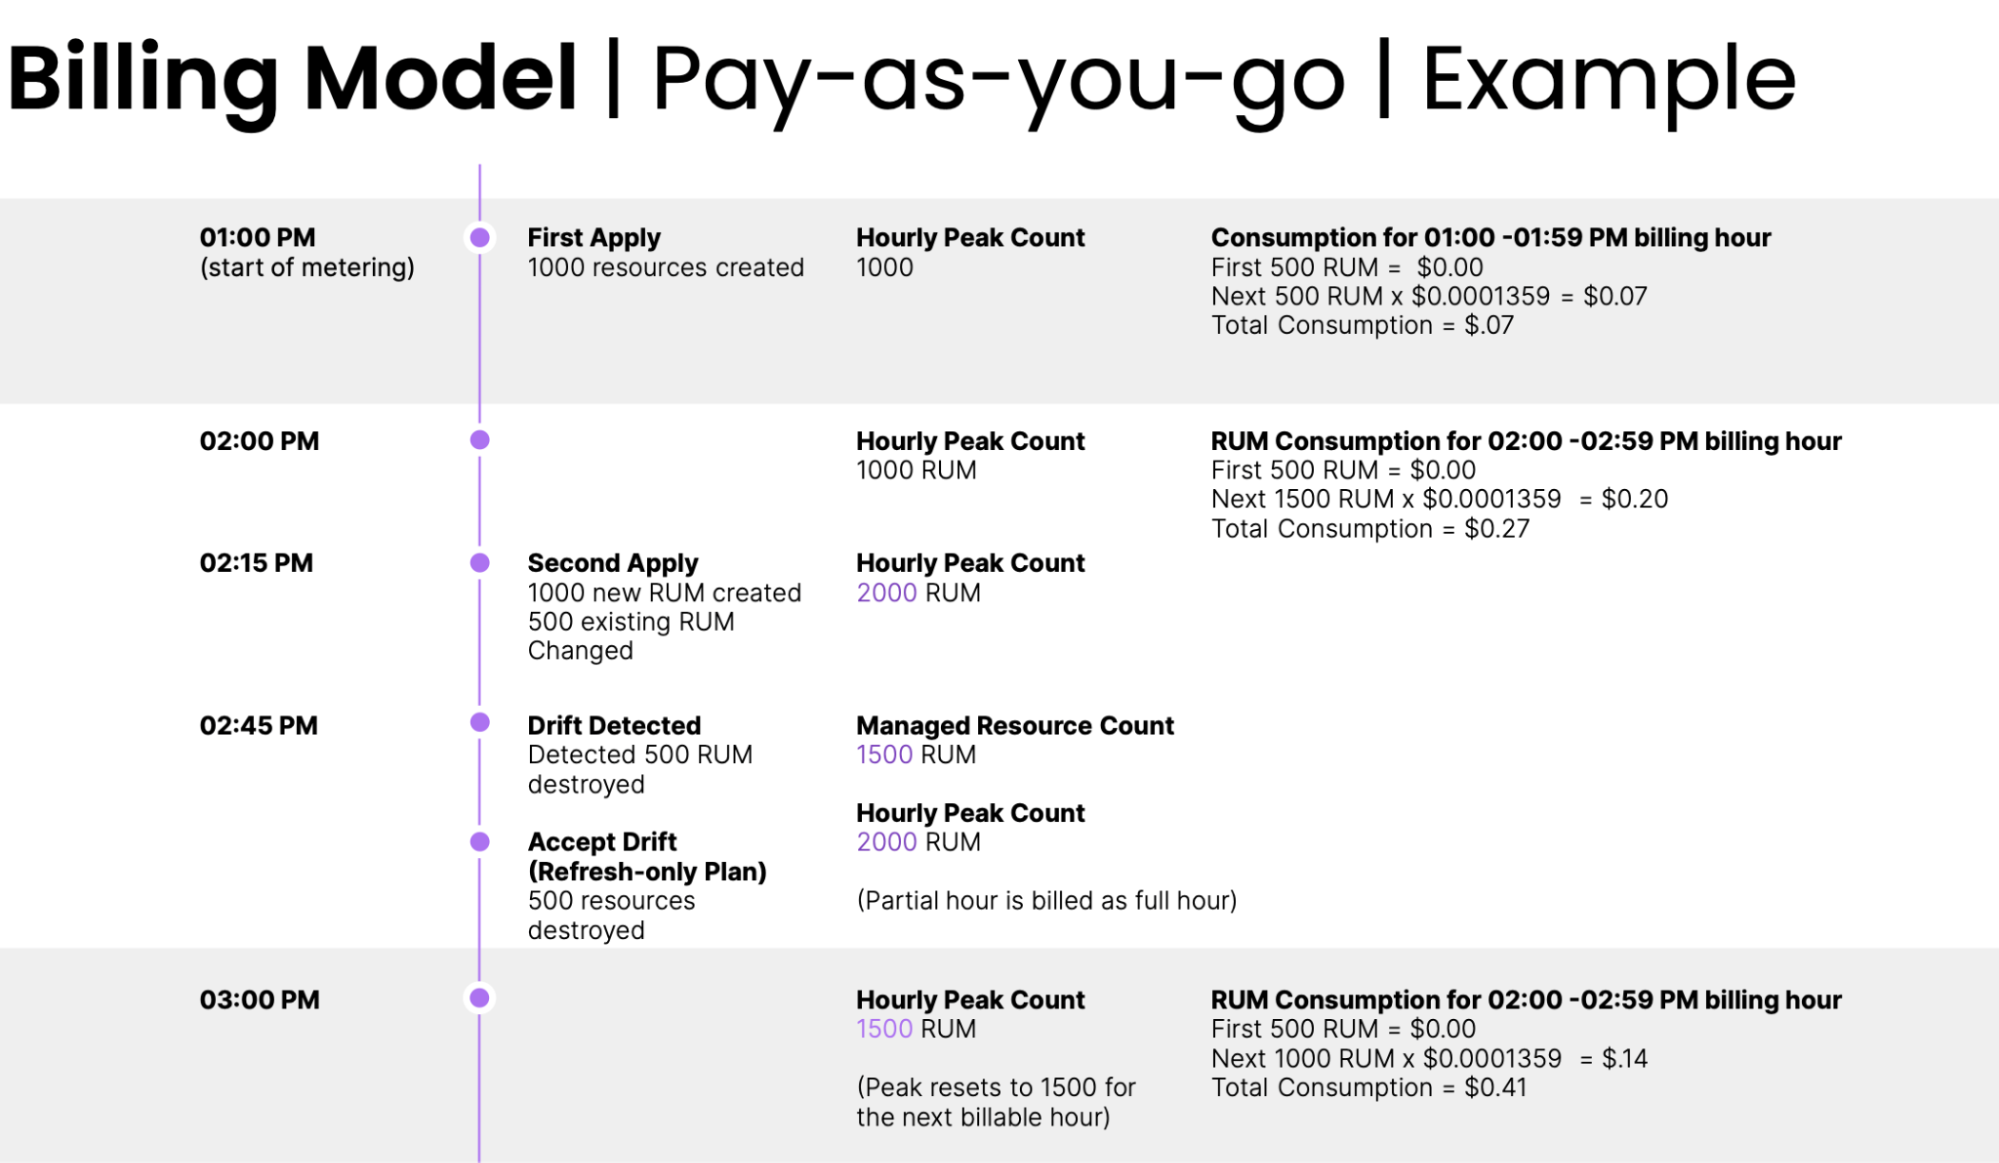 Billing Model | Pay-as-you-go | Example
01:00 PM
(start of metering)
First Apply
1000 resources created
Hourly Peak Count
1000
Consumption for 01:00 -01:59 PM billing hour
First 500 RUM =  $0.00
Next 500 RUM x $0.0001359 = $0.07
Total Consumption = $.07
02:00 PM
Hourly Peak Count
1000 RUM
RUM Consumption for 02:00 -02:59 PM billing hour
First 500 RUM = $0.00
Next 1500 RUM x $0.0001359  = $0.20
Total Consumption = $0.27
02:15 PM
Second Apply
1000 new RUM created
500 existing RUM
Changed
Hourly Peak Count
2000 RUM
02:45 PM
Drift Detected
Detected 500 RUM
destroyed
Managed Resource Count
1500 RUM
Accept Drift
(Refresh-only Plan)
500 resources
destroyed
Hourly Peak Count
2000 RUM
(Partial hour is billed as full hour)
03:00 PM
Hourly Peak Count
1500 RUM
(Peak resets to 1500 for
the next billable hour)
RUM Consumption for 02:00 -02:59 PM billing hour
First 500 RUM = $0.00
Next 1000 RUM x $0.0001359  = $.14
Total Consumption = $0.41